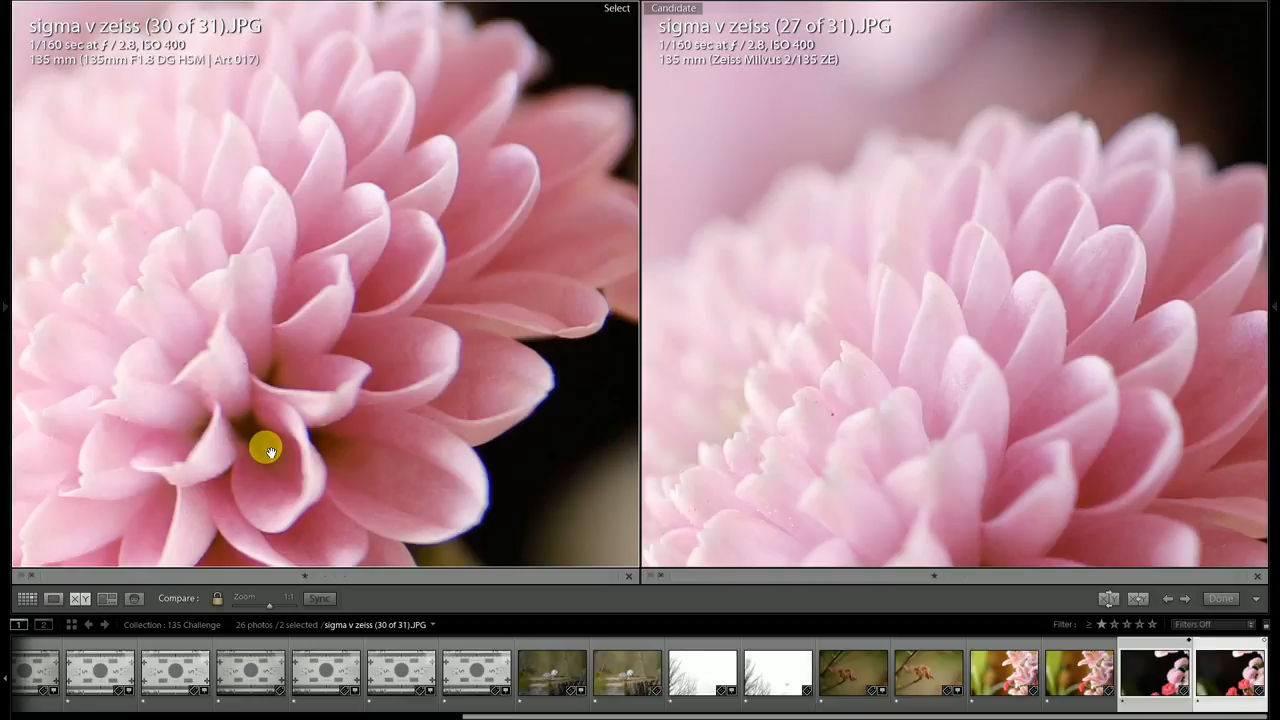 Select
sigma v zeiss (30 of 31).JPG
1/160 sec at ƒ / 2.8, ISO 400
135 mm (135mm F1.8 DG HSM | Art 017)
Candidate
sigma v zeiss (27 of 31).JPG
1/160 sec at ƒ / 2.8, ISO 400
135 mm (Zeiss Milvus 2/135 ZE)
X Y Compare : Zoom 1:1 Sync Done
1 2 Collection : 135 Challenge 26 photos /2 selected /sigma v zeiss (30 of 31).JPG Filter : Filters Off